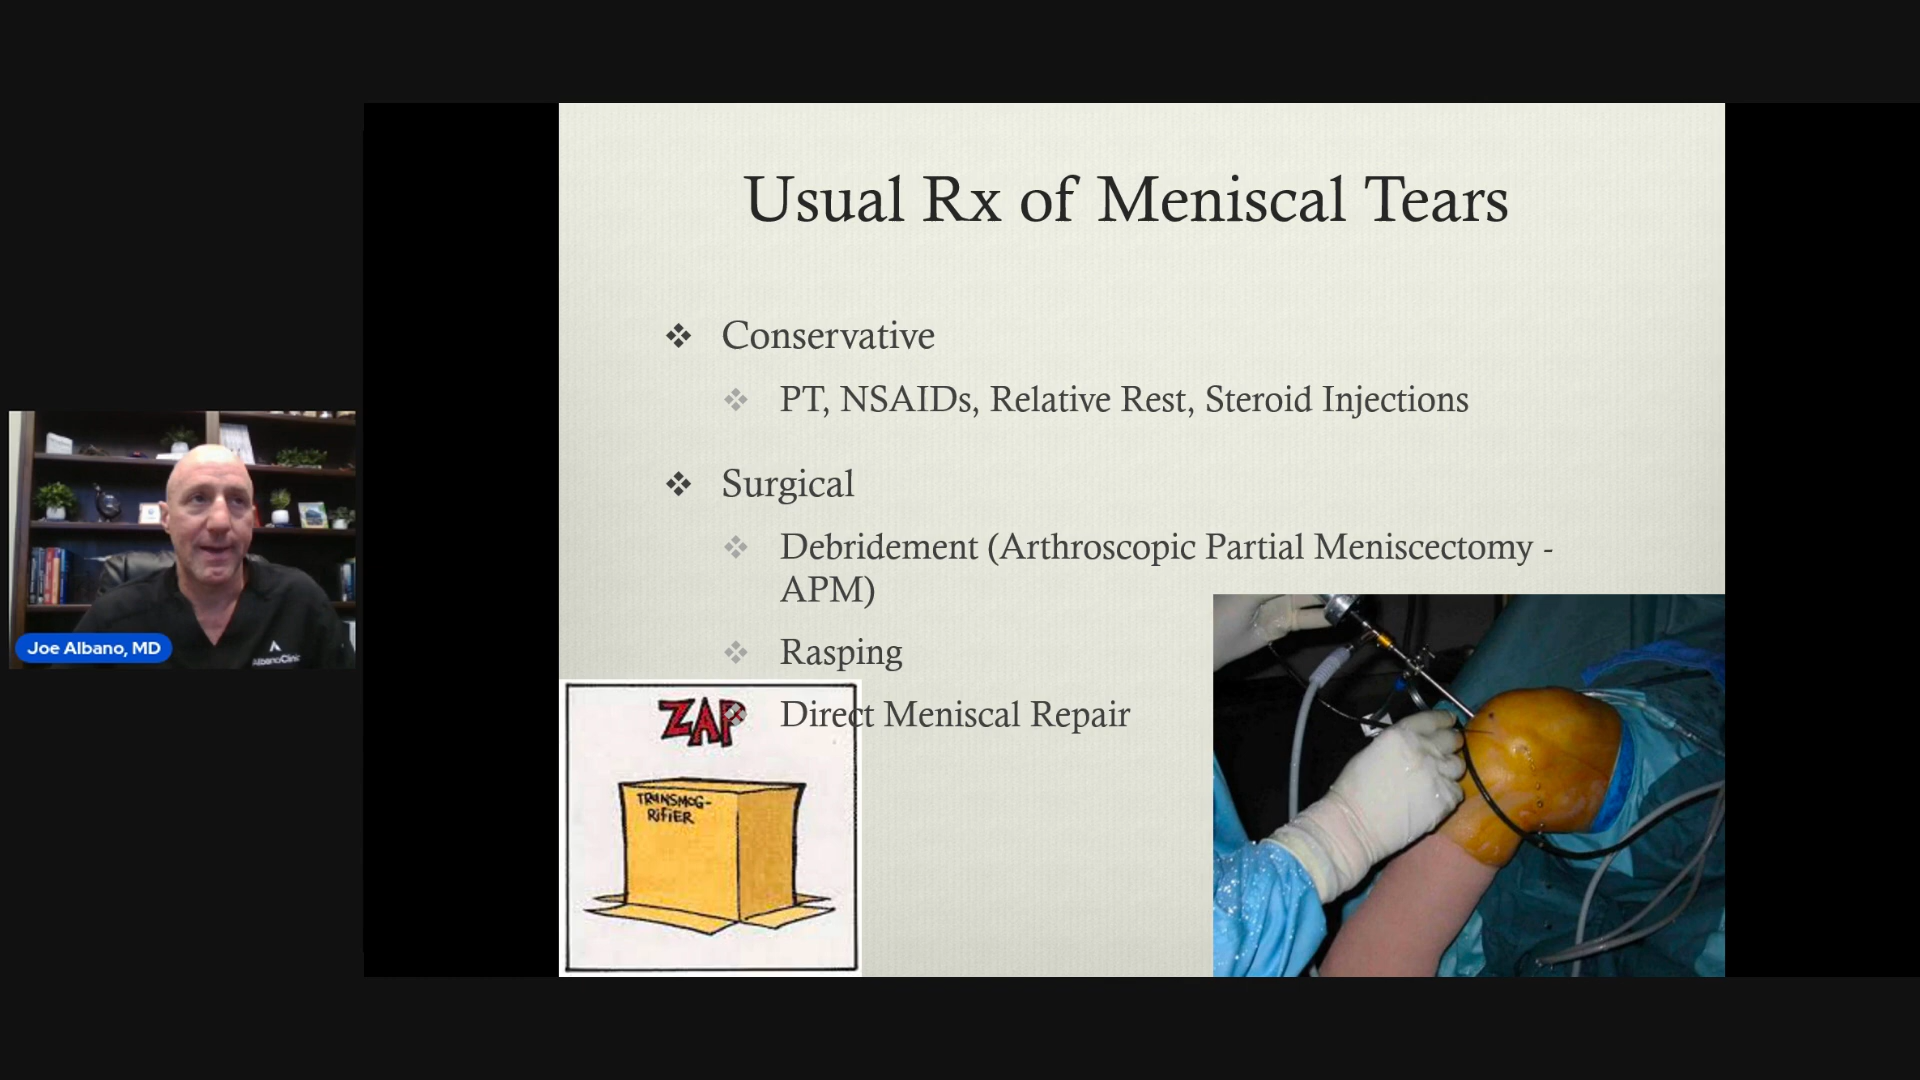 Usual Rx of Meniscal Tears
Conservative
PT, NSAIDs, Relative Rest, Steroid Injections
Surgical
Debridement (Arthroscopic Partial Meniscectomy -
APM)
Rasping
Direct Meniscal Repair
ZAP
TRANSMOG-
RIFIER
Joe Albano, MD
AlbanoClinic